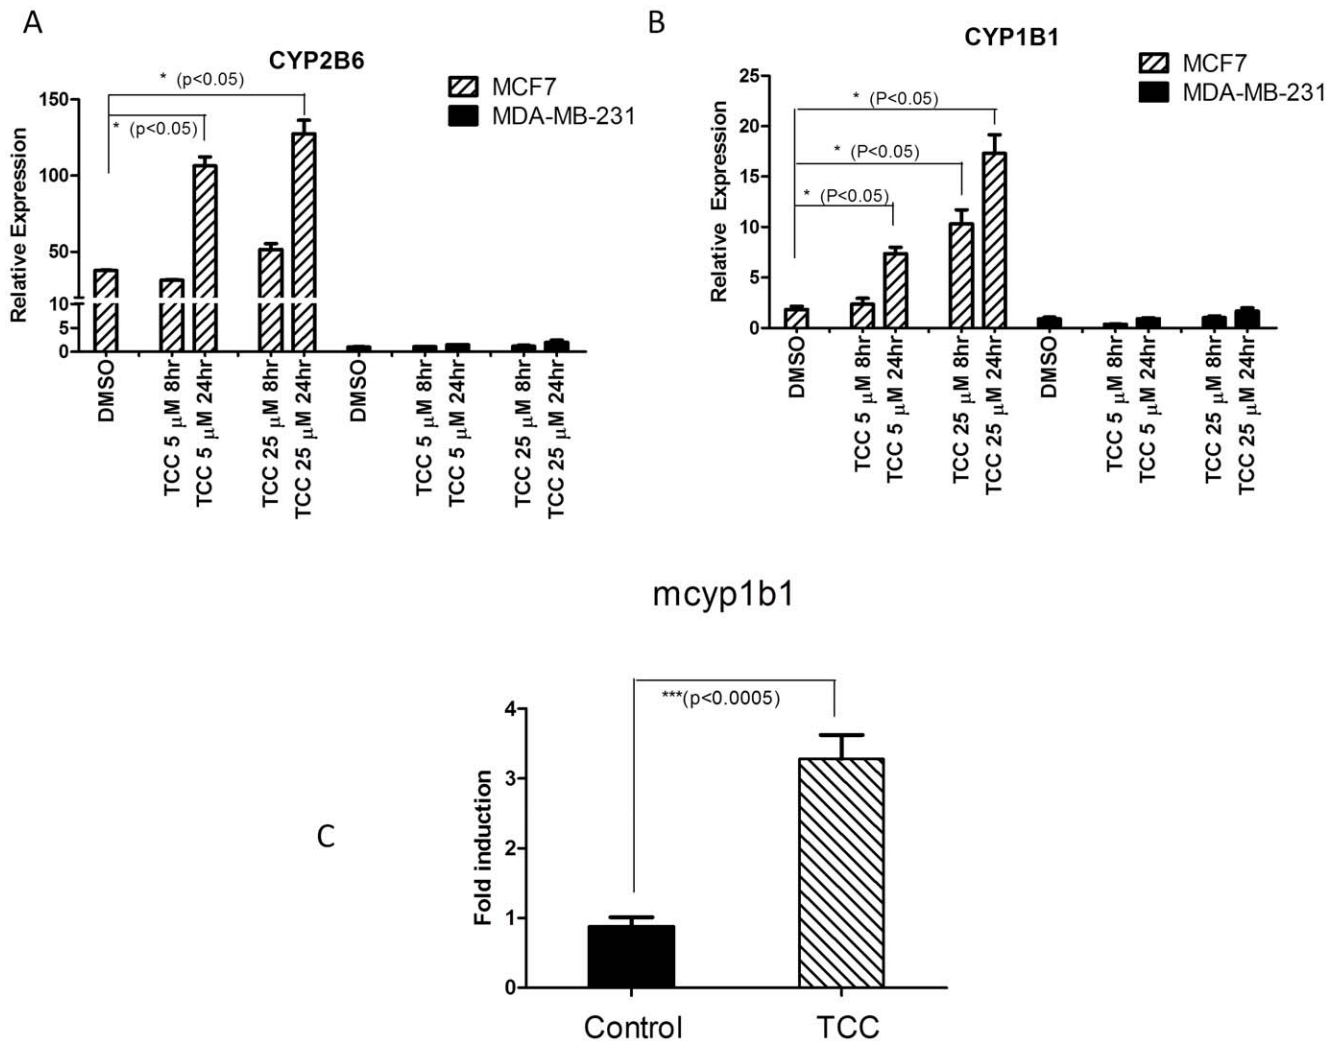 A
CYP2B6
MCF7
MDA-MB-231
* (p<0.05)
* (p<0.05)
Relative Expression
150
100
50
10
5
0
DMSO
TCC 5 μM 8hr
TCC 5 μM 24hr
TCC 25 μM 8hr
TCC 25 μM 24hr
DMSO
TCC 5 μM 8hr
TCC 5 μM 24hr
TCC 25 μM 8hr
TCC 25 μM 24hr
B
CYP1B1
MCF7
MDA-MB-231
* (P<0.05)
* (P<0.05)
* (P<0.05)
Relative Expression
25
20
15
10
5
0
DMSO
TCC 5 μM 8hr
TCC 5 μM 24hr
TCC 25 μM 8hr
TCC 25 μM 24hr
DMSO
TCC 5 μM 8hr
TCC 5 μM 24hr
TCC 25 μM 8hr
TCC 25 μM 24hr
C
mcyp1b1
***(p<0.0005)
Fold induction
4
3
2
1
0
Control
TCC